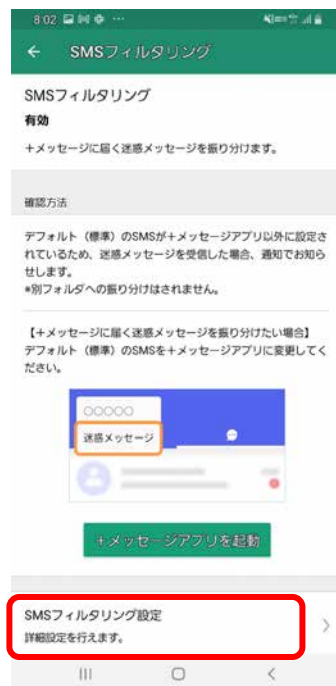 8:02
SMSフィルタリング
SMSフィルタリング
有効
+メッセージに届く迷惑メッセージを振り分けます。
確認方法
デフォルト（標準）のSMSが+メッセージアプリ以外に設定さ
れているため、迷惑メッセージを受信した場合、通知でお知ら
せします。
*別フォルダへの振り分けはされません。
【+メッセージに届く迷惑メッセージを振り分けたい場合】
デフォルト（標準）のSMSを+メッセージアプリに変更してく
ださい。
○○○○○
迷惑メッセージ
+メッセージアプリを起動
SMSフィルタリング設定
詳細設定を行えます。